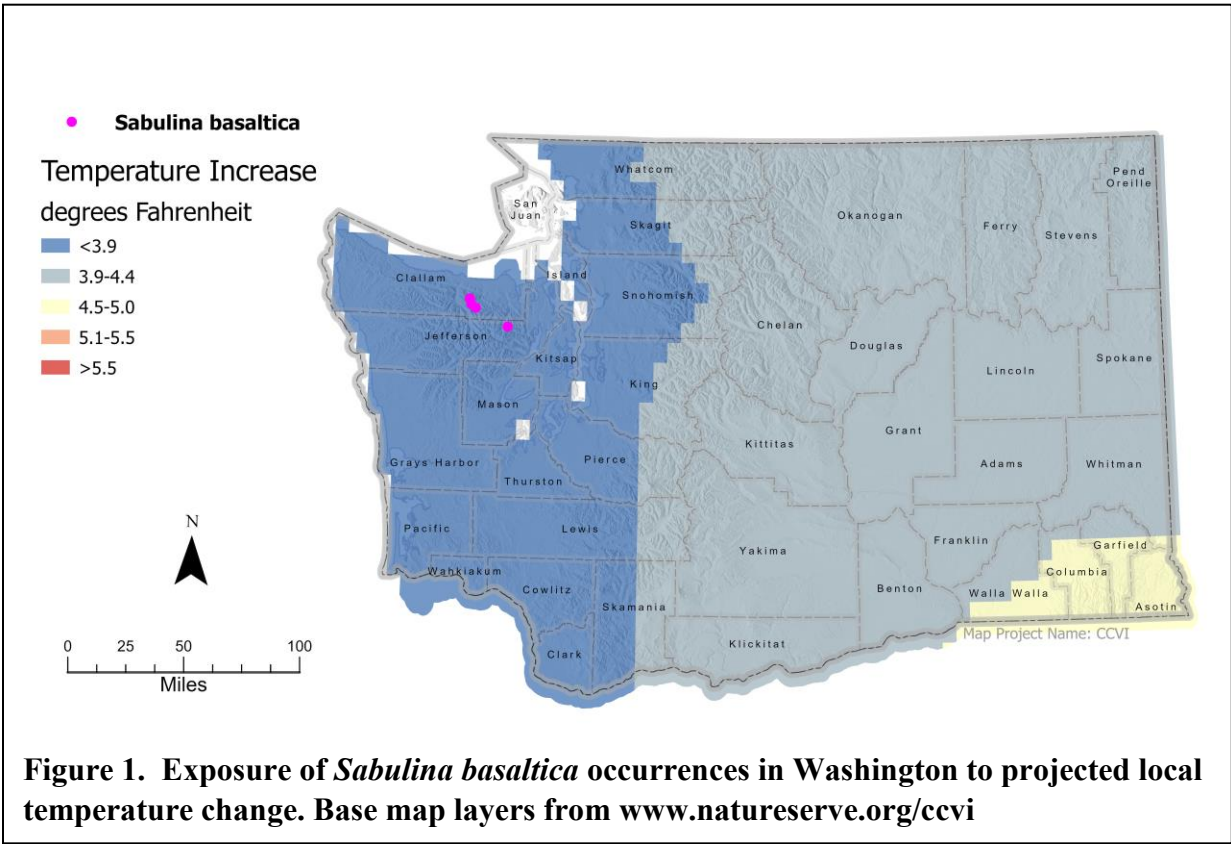 Sabulina basaltica
Temperature Increase
degrees Fahrenheit
<3.9
3.9-4.4
4.5-5.0
5.1-5.5
>5.5
N
0 25 50 100
Miles
Whatcom
Pend
Oreille
San
Juan
Okanogan
Ferry
Stevens
Skagit
Clallam
Island
Snohomish
Chelan
Jefferson
Douglas
Kitsap
Spokane
Lincoln
King
Mason
Grant
Kittitas
Grays Harbor
Pierce
Adams
Whitman
Thurston
Pacific
Lewis
Yakima
Franklin
Garfield
Wahkiakum
Columbia
Cowlitz
Benton
Walla Walla
Skamania
Asotin
Map Project Name: CCVI
Klickitat
Clark
Figure 1. Exposure of Sabulina basaltica occurrences in Washington to projected local
temperature change. Base map layers from www.natureserve.org/ccvi